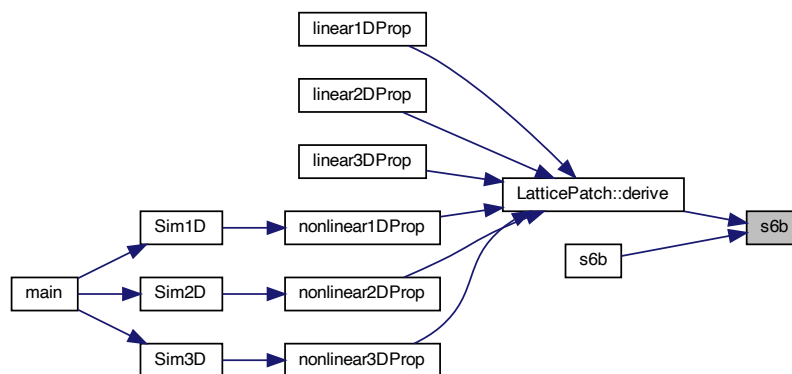 linear1DProp
linear2DProp
linear3DProp
LatticePatch::derive
Sim1D
nonlinear1DProp
s6b
s6b
main
Sim2D
nonlinear2DProp
Sim3D
nonlinear3DProp